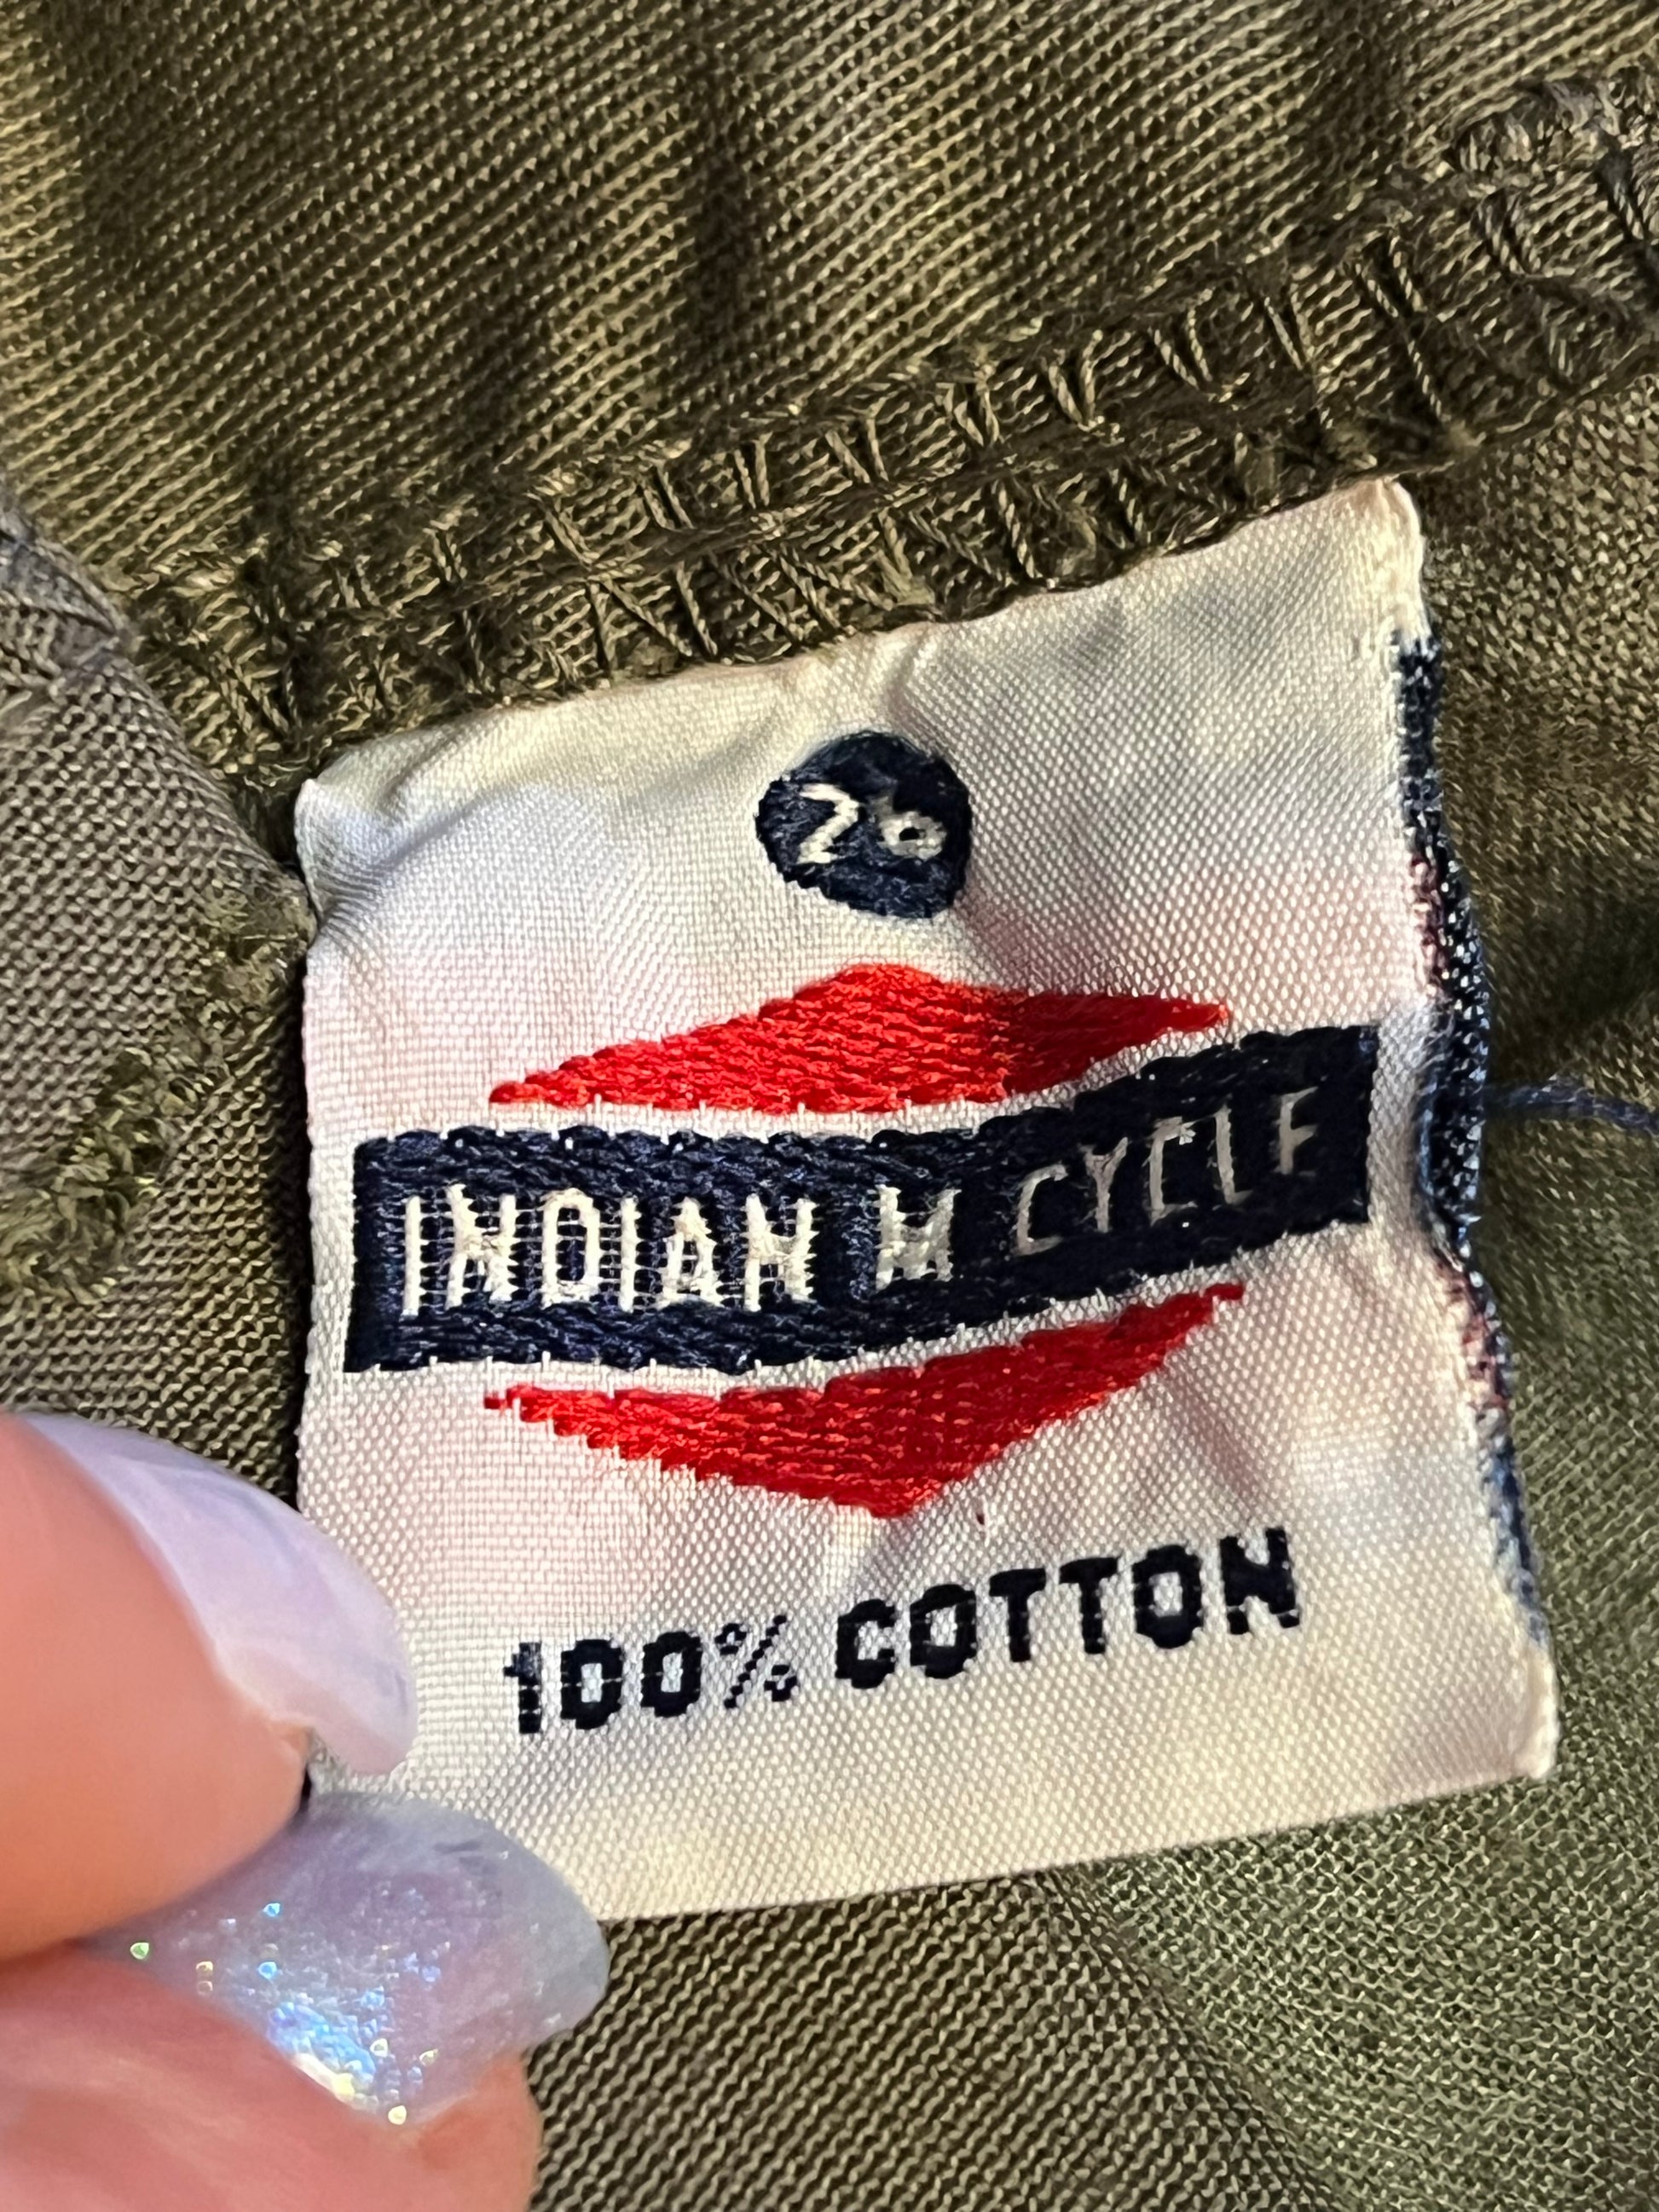 26
INDIAN M CYCLE
100% COTTON